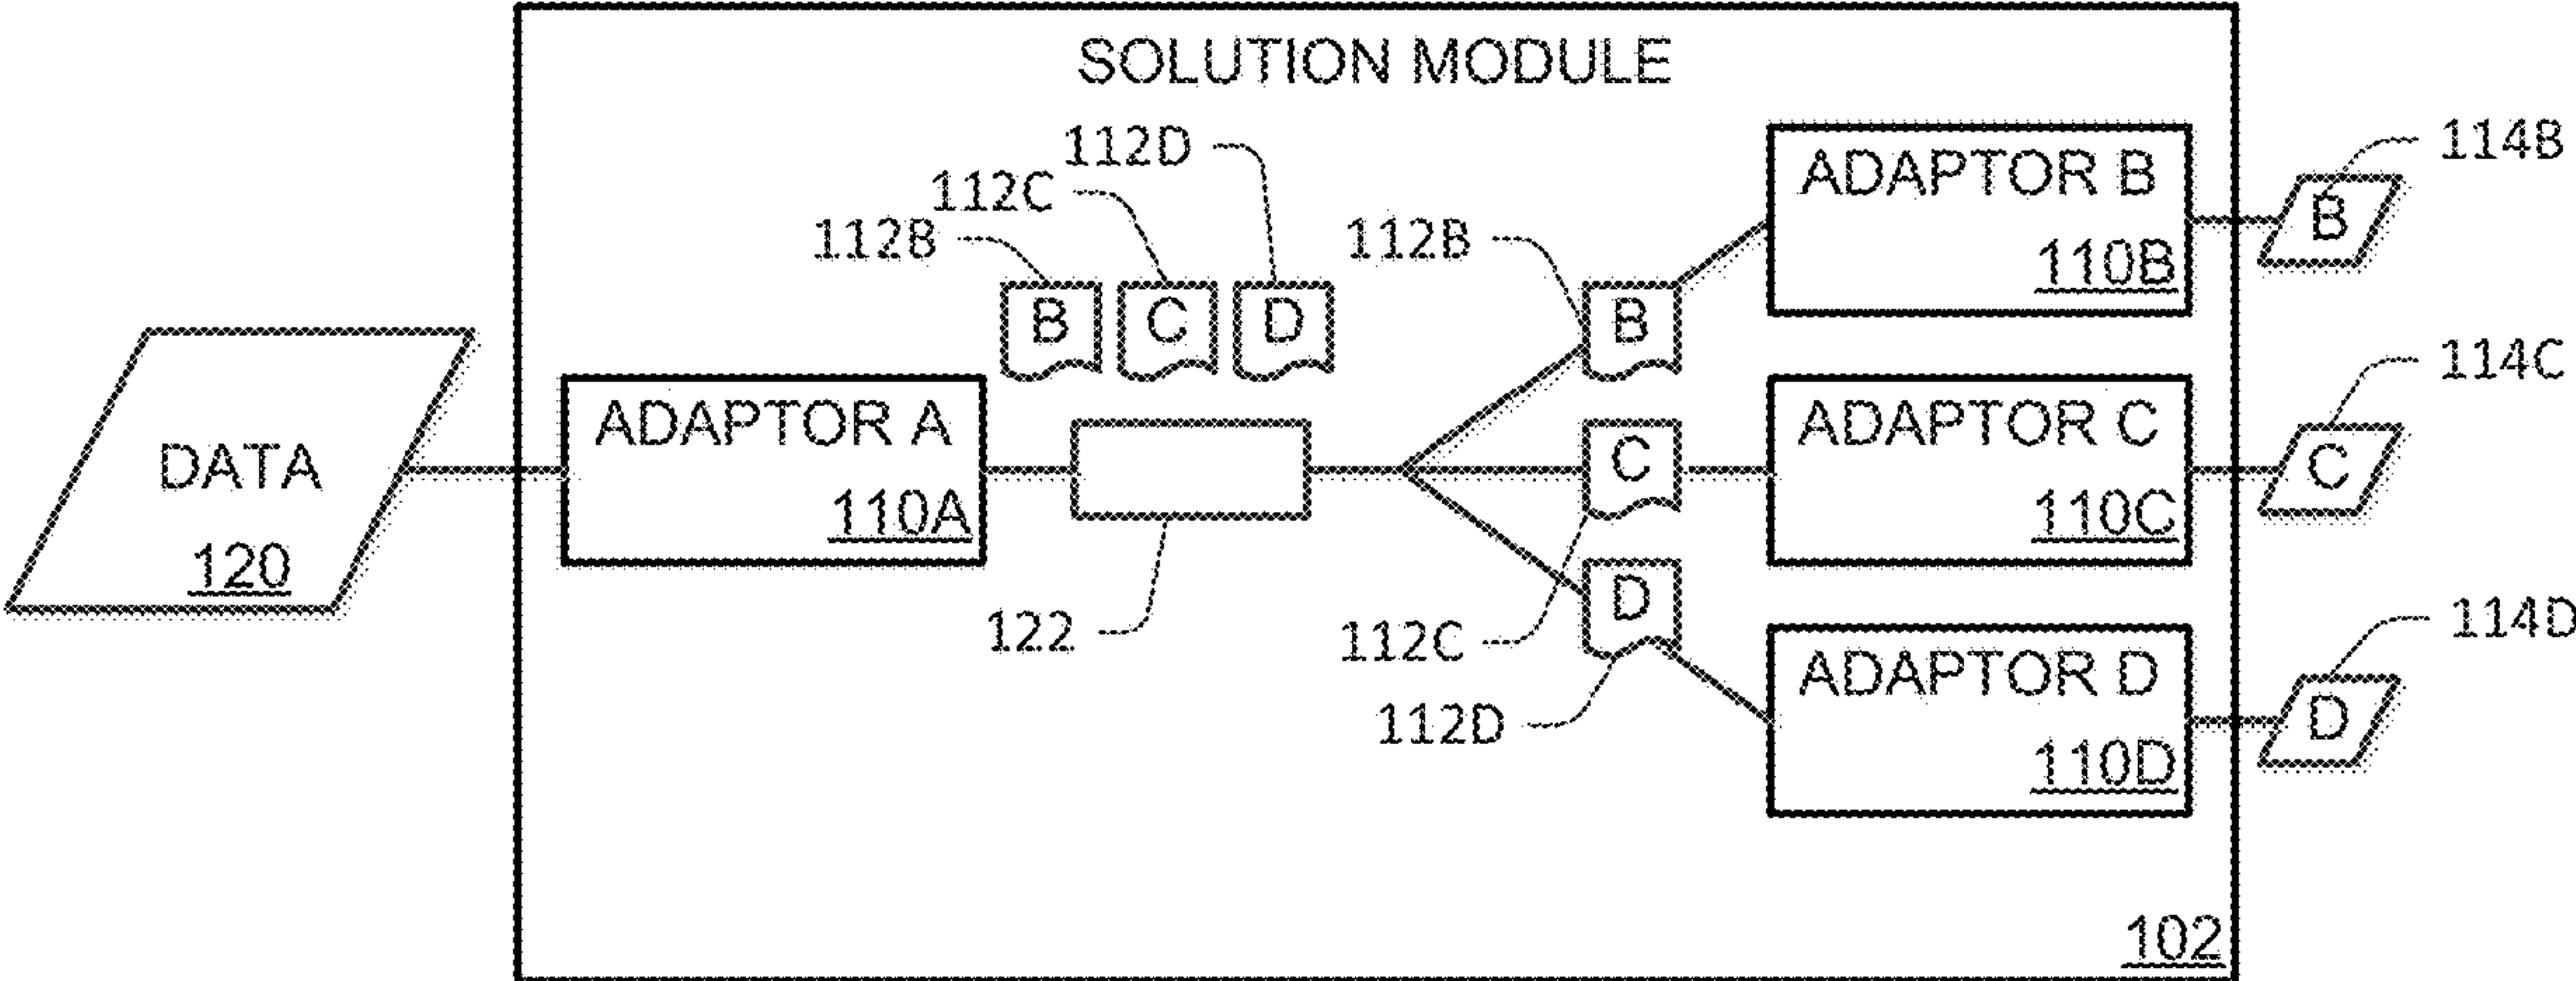 SOLUTION MODULE
112D
112C
112B
B
C
D
112B
B
ADAPTOR B
110B
114B
B
DATA
120
ADAPTOR A
110A
122
C
112C
ADAPTOR C
110C
114C
C
D
112D
ADAPTOR D
110D
114D
D
102